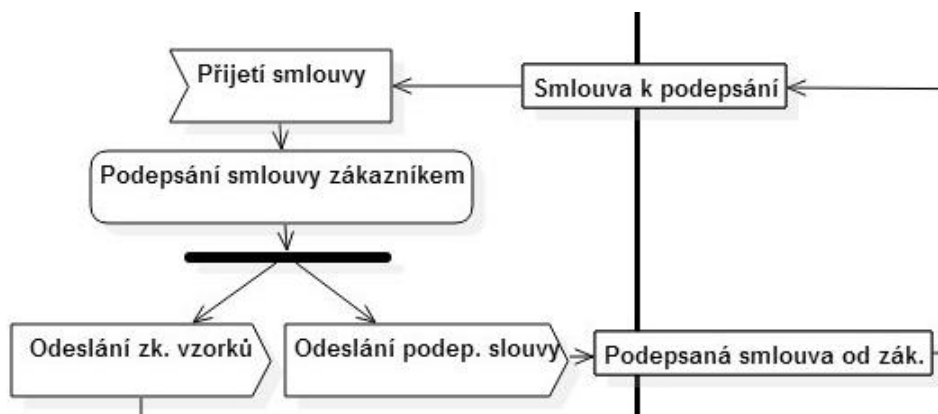 Přijetí smlouvy
Smlouva k podepsání
Podepsání smlouvy zákazníkem
Odeslání zk. vzorků
Odeslání podep. slouvy
Podepsaná smlouva od zák.